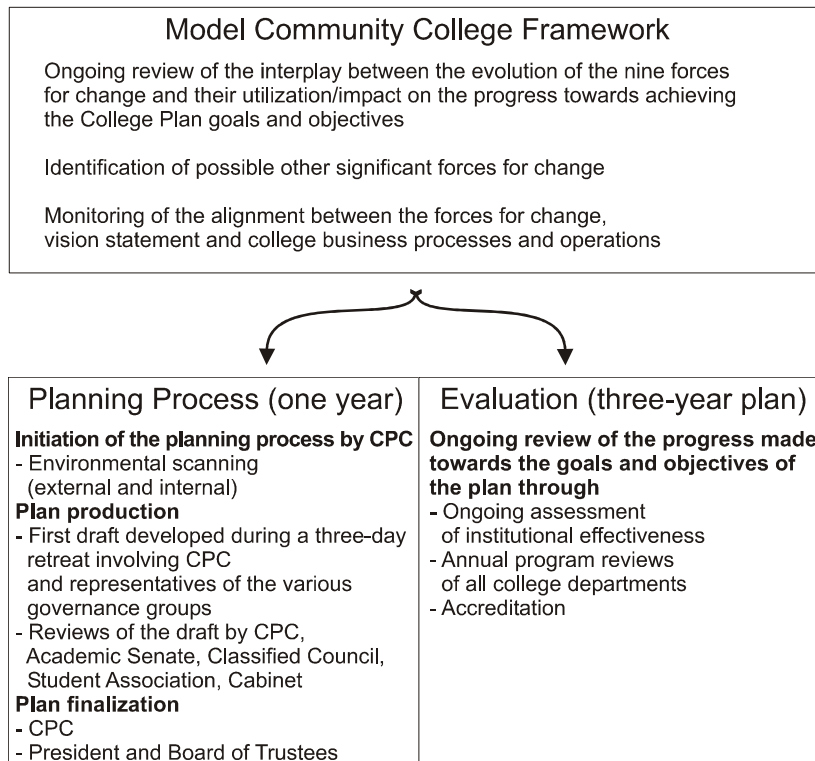 Model Community College Framework
Ongoing review of the interplay between the evolution of the nine forces
for change and their utilization/impact on the progress towards achieving
the College Plan goals and objectives
Identification of possible other significant forces for change
Monitoring of the alignment between the forces for change,
vision statement and college business processes and operations
Planning Process (one year)
Initiation of the planning process by CPC
- Environmental scanning
(external and internal)
Plan production
- First draft developed during a three-day
retreat involving CPC
and representatives of the various
governance groups
- Reviews of the draft by CPC,
Academic Senate, Classified Council,
Student Association, Cabinet
Plan finalization
- CPC
- President and Board of Trustees
Evaluation (three-year plan)
Ongoing review of the progress made
towards the goals and objectives of
the plan through
- Ongoing assessment
of institutional effectiveness
- Annual program reviews
of all college departments
- Accreditation